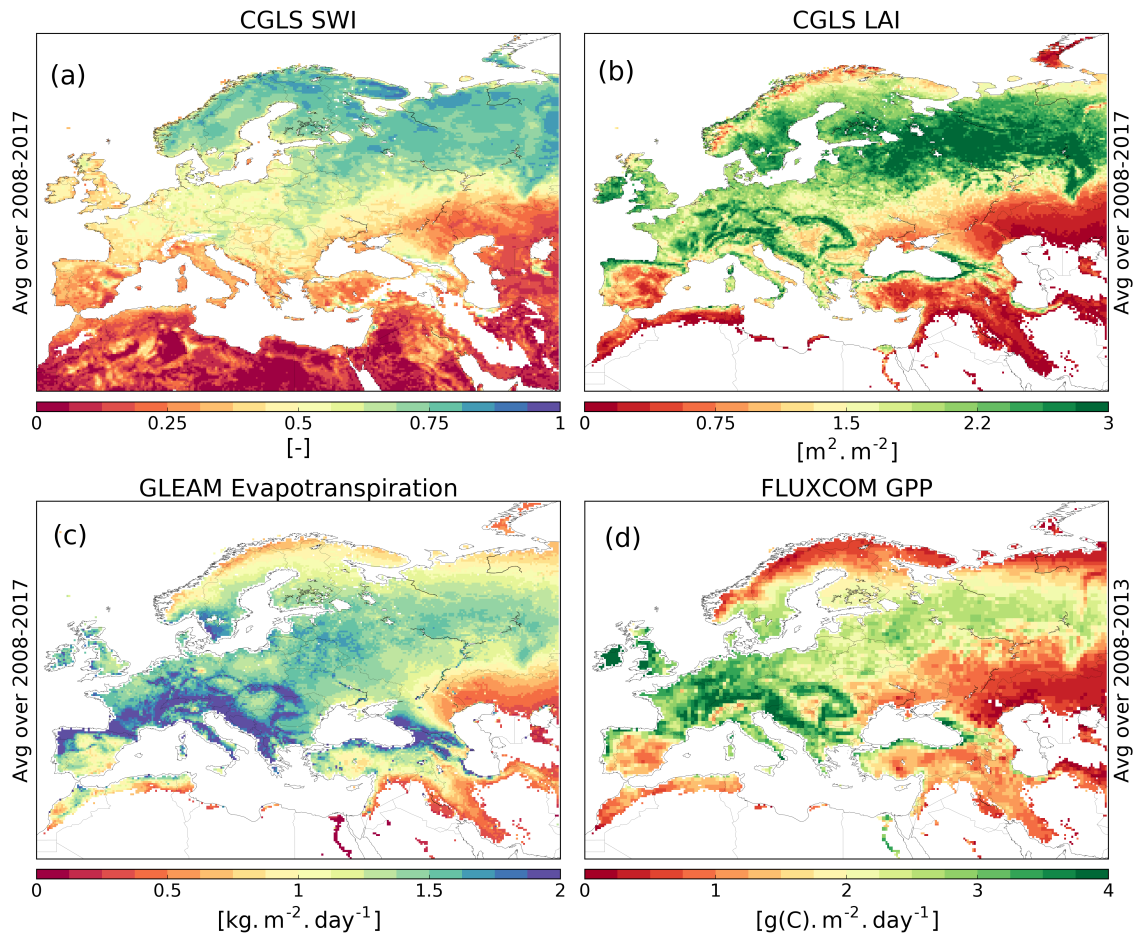 CGLS SWI
CGLS LAI
(a)
(b)
Avg over 2008-2017
Avg over 2008-2017
0 0.25 0.5 0.75 1
[-]
0 0.75 1.5 2.2 3
[m².m⁻²]
GLEAM Evapotranspiration
FLUXCOM GPP
(c)
(d)
Avg over 2008-2017
Avg over 2008-2013
0 0.5 1 1.5 2
[kg.m⁻².day⁻¹]
0 1 2 3 4
[g(C).m⁻².day⁻¹]